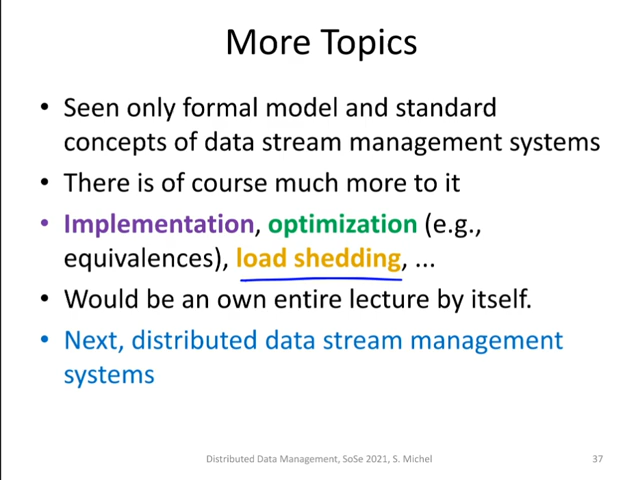 More Topics
• Seen only formal model and standard
concepts of data stream management systems
• There is of course much more to it
• Implementation, optimization (e.g.,
equivalences), load shedding, ...
• Would be an own entire lecture by itself.
• Next, distributed data stream management
systems
Distributed Data Management, SoSe 2021, S. Michel
37